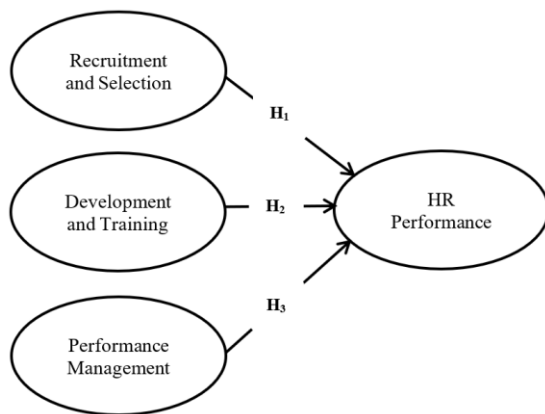 Recruitment
and Selection
H₁
Development
and Training
H₂
HR
Performance
H₃
Performance
Management